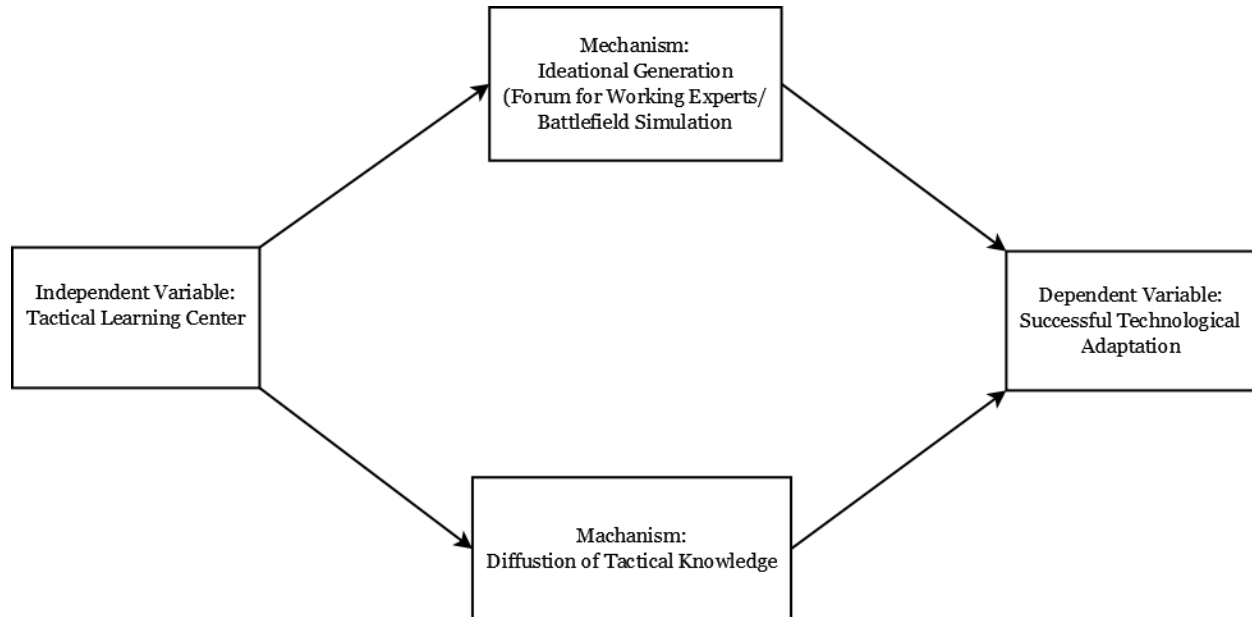 Mechanism:
Ideational Generation
(Forum for Working Experts/
Battlefield Simulation
Independent Variable:
Tactical Learning Center
Dependent Variable:
Successful Technological
Adaptation
Machanism:
Diffustion of Tactical Knowledge